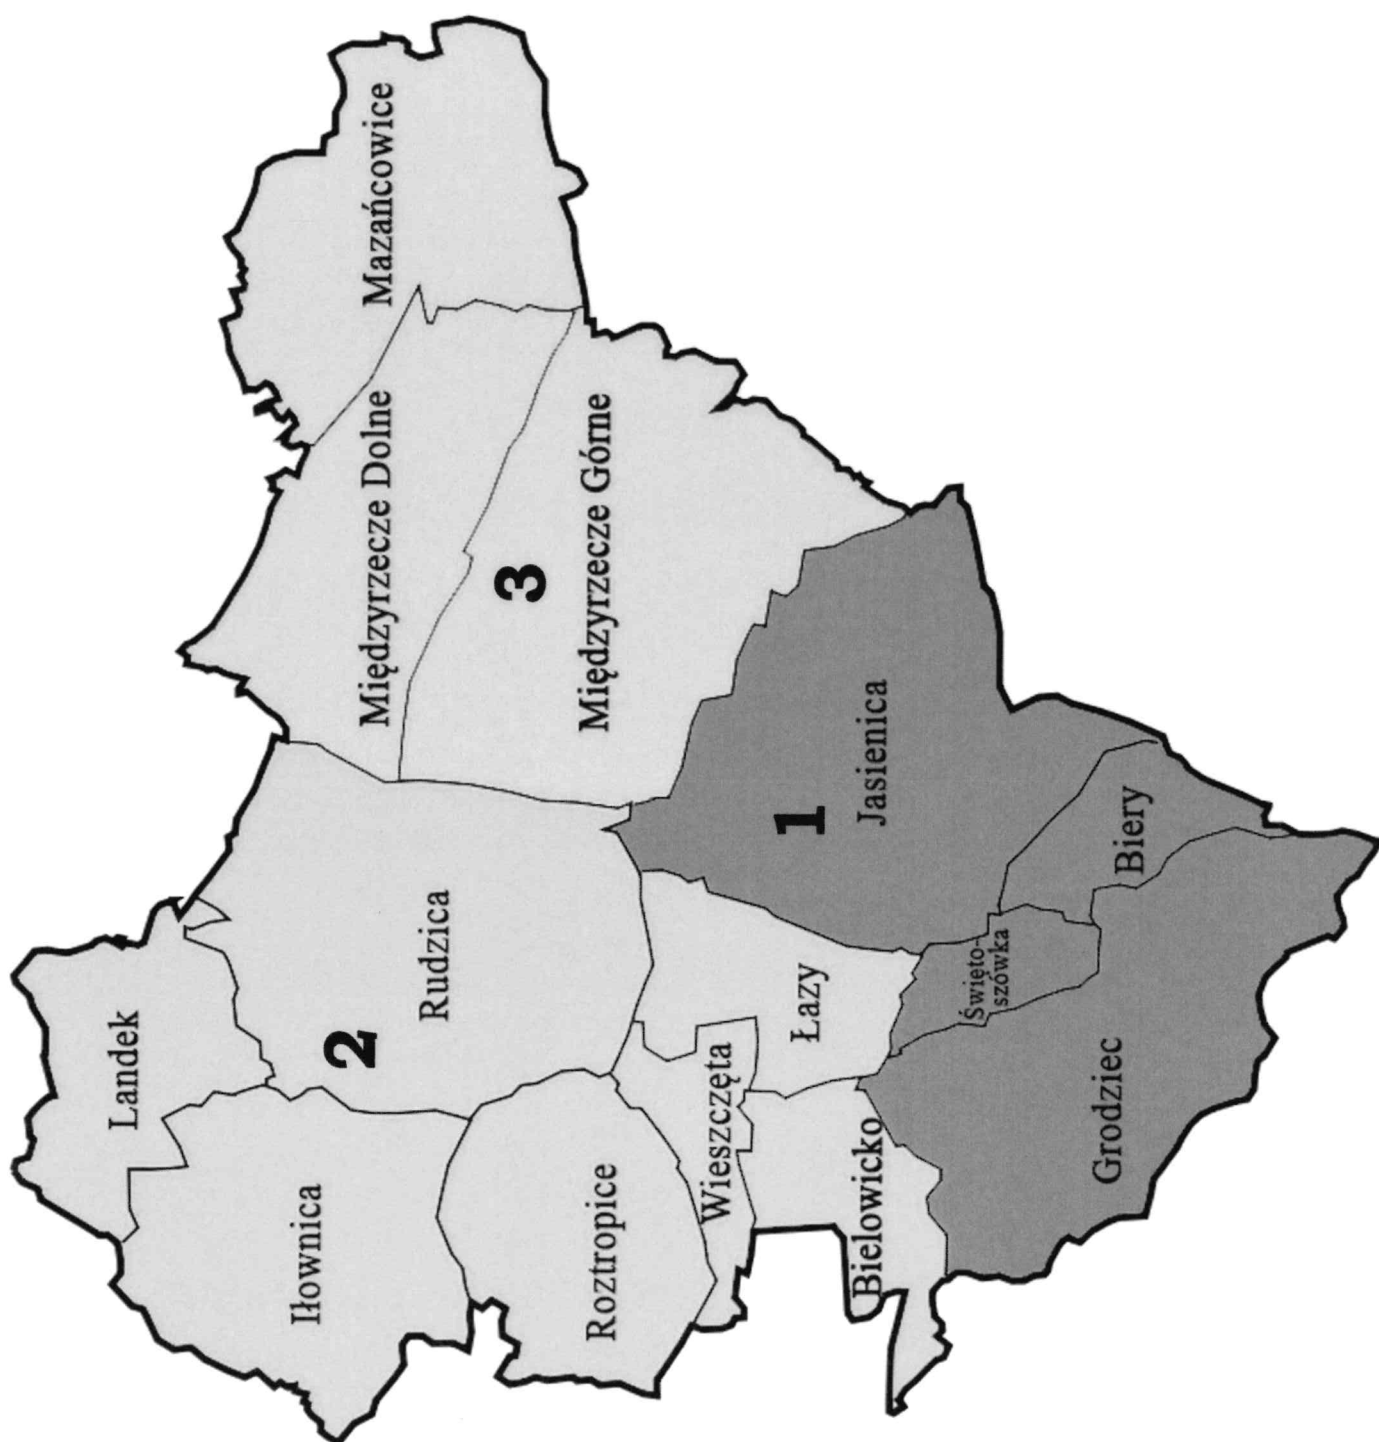 Mazańcowice
Międzyrzecze Dolne
3
Międzyrzecze Górne
Landek
2
Rudzica
Iłownica
Roztropice
Wieszczęta
Łazy
Bielowicko
1
Jasienica
Święto-
szówka
Biery
Grodziec